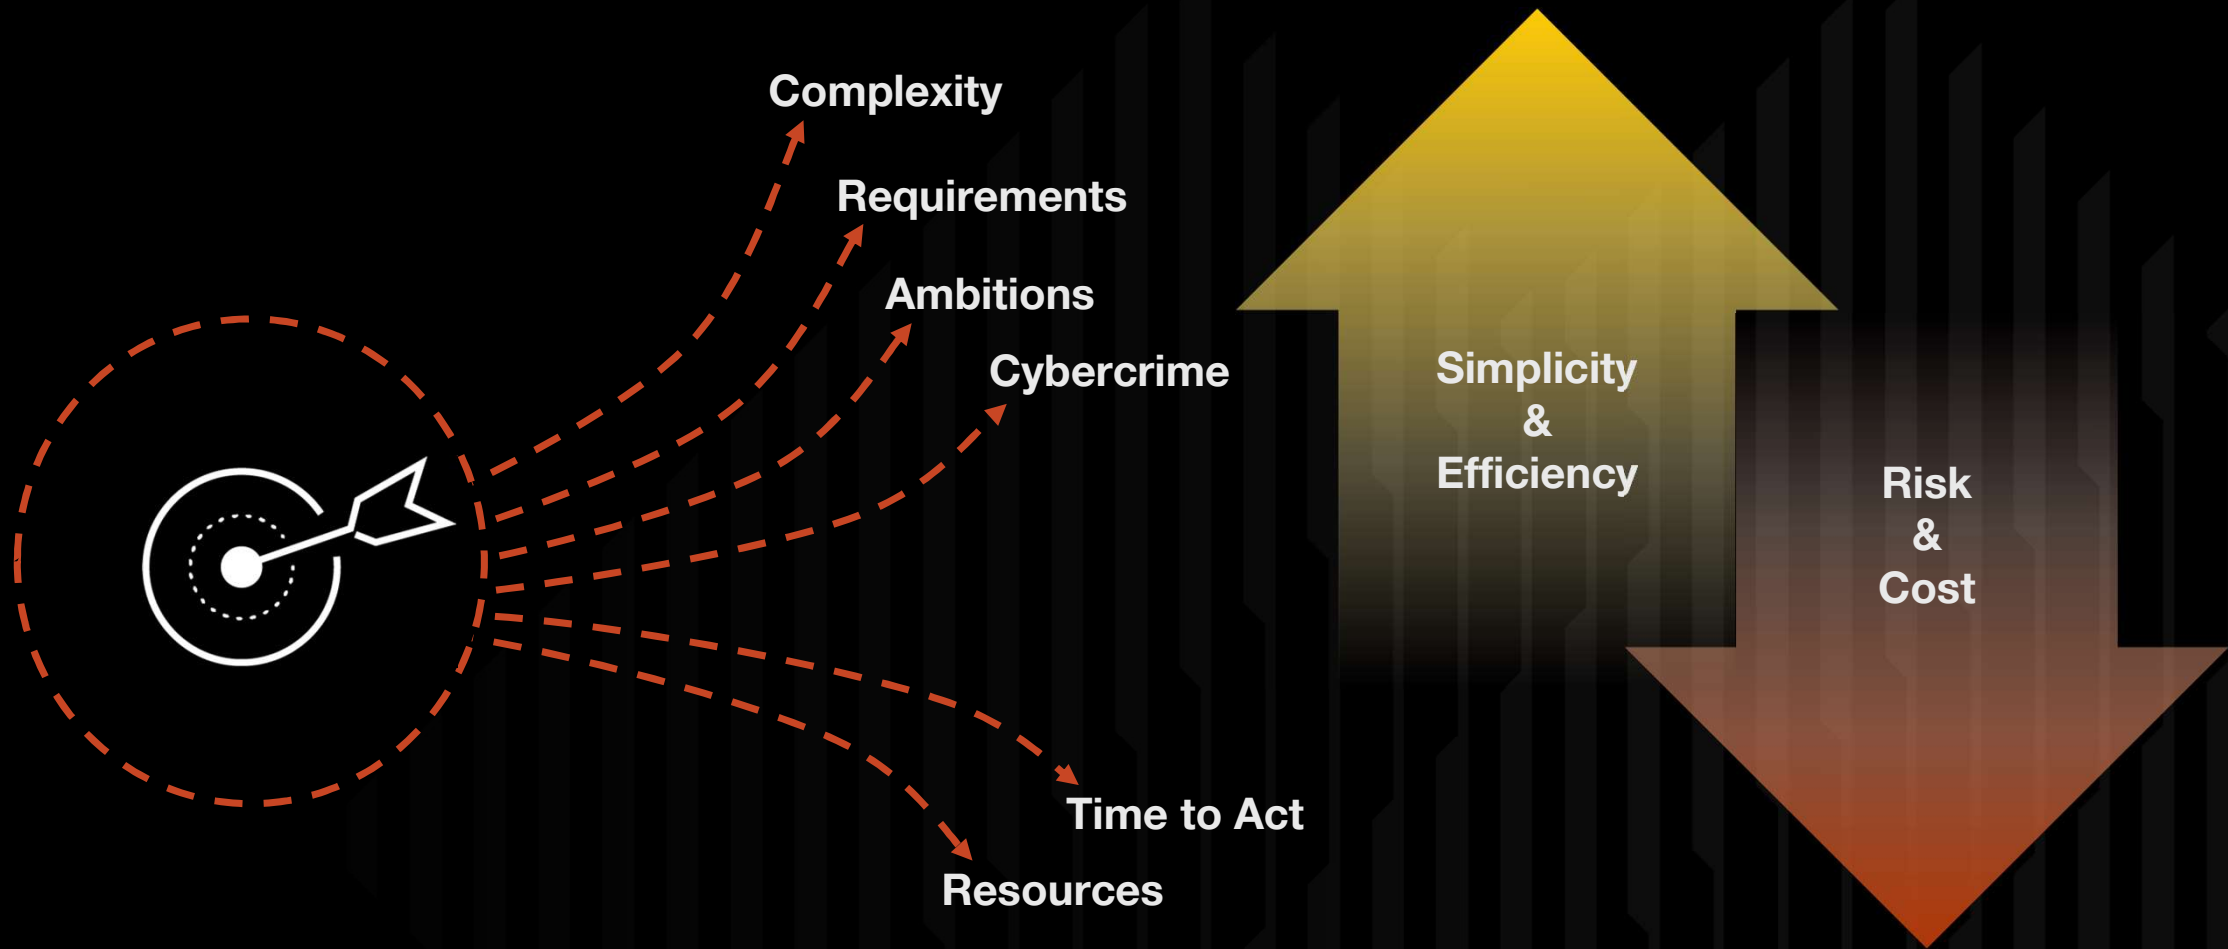 Complexity
Requirements
Ambitions
Cybercrime
Time to Act
Resources
Simplicity
&
Efficiency
Risk
&
Cost